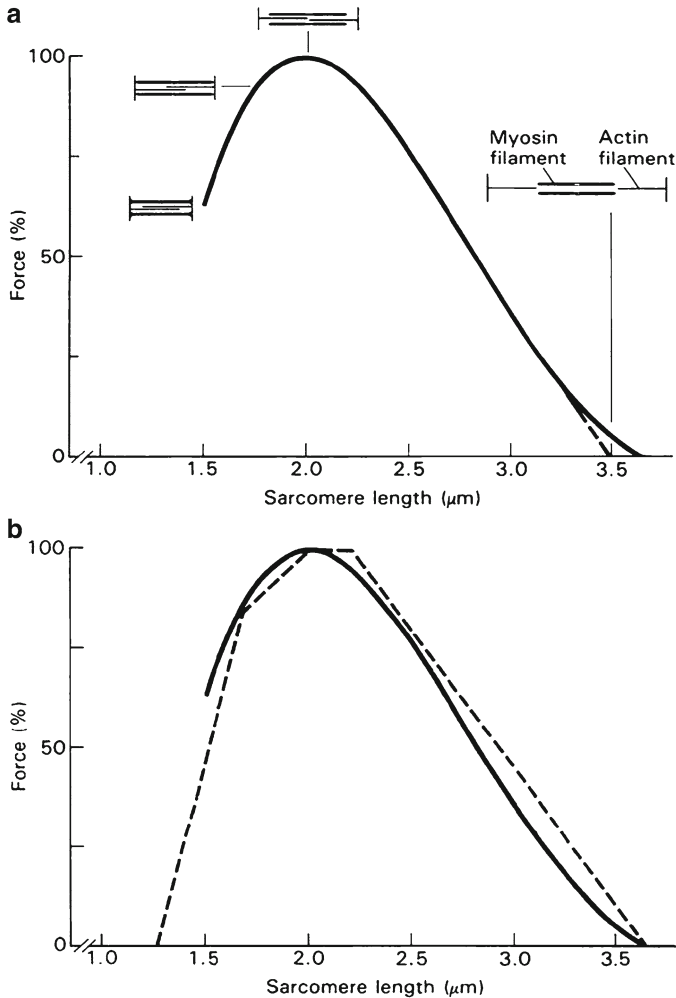 a
100
50
0
Force (%)
Myosin filament
Actin filament
1.0 1.5 2.0 2.5 3.0 3.5
Sarcomere length (μm)
b
100
50
0
Force (%)
1.0 1.5 2.0 2.5 3.0 3.5
Sarcomere length (μm)